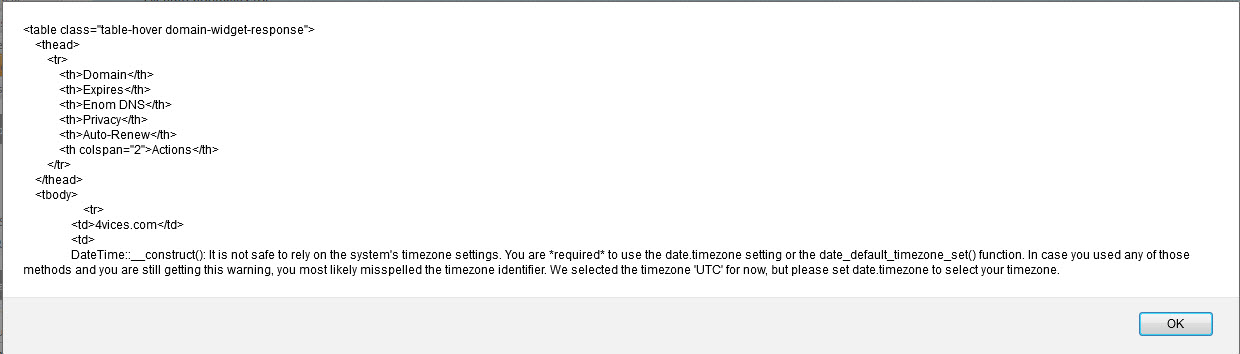 <table class="table-hover domain-widget-response">
<thead>
<tr>
<th>Domain</th>
<th>Expires</th>
<th>Enom DNS</th>
<th>Privacy</th>
<th>Auto-Renew</th>
<th colspan="2">Actions</th>
</tr>
</thead>
<tbody>
<tr>
<td>4vices.com</td>
<td>
DateTime::__construct(): It is not safe to rely on the system's timezone settings. You are *required* to use the date.timezone setting or the date_default_timezone_set() function. In case you used any of those
methods and you are still getting this warning, you most likely misspelled the timezone identifier. We selected the timezone 'UTC' for now, but please set date.timezone to select your timezone.
OK